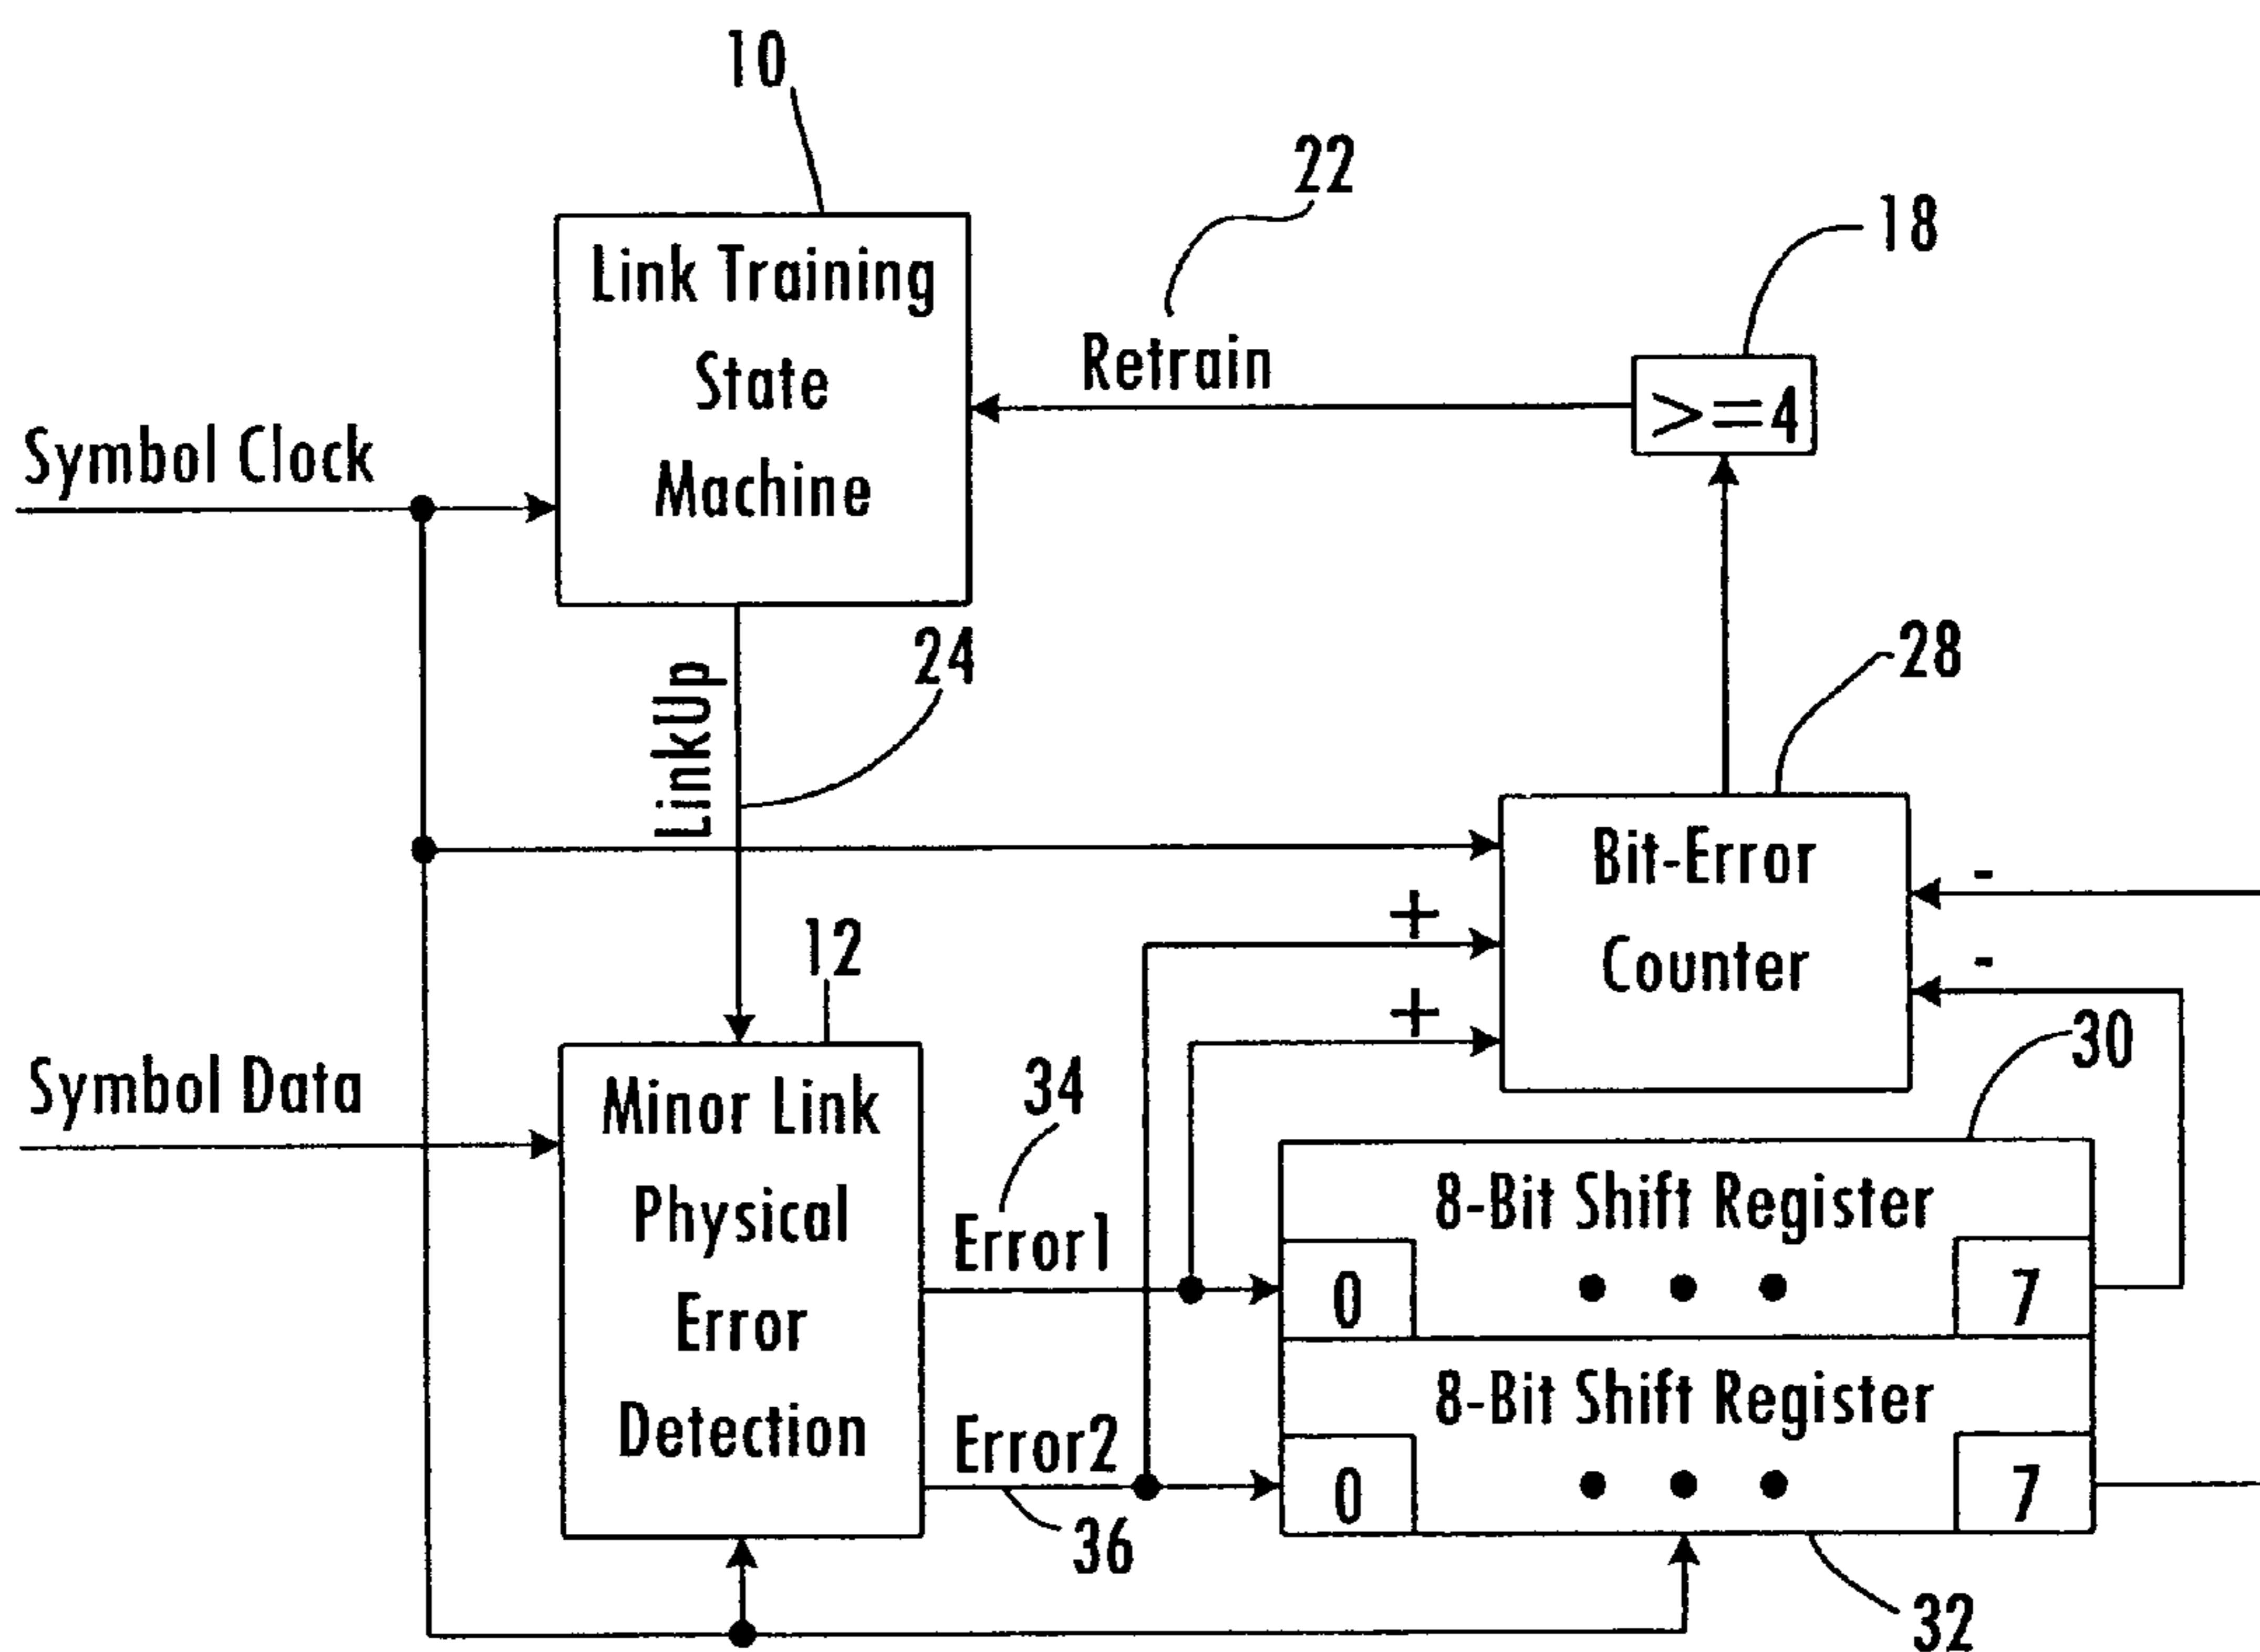 10
22
18
Link Training
State
Machine
Retrain
>=4
Symbol Clock
24
28
LinkUp
Bit-Error
Counter
-
-
+
+
12
30
Symbol Data
34
Minor Link
Physical
Error
Detection
Error1
8-Bit Shift Register
0
7
Error2
8-Bit Shift Register
0
7
36
32